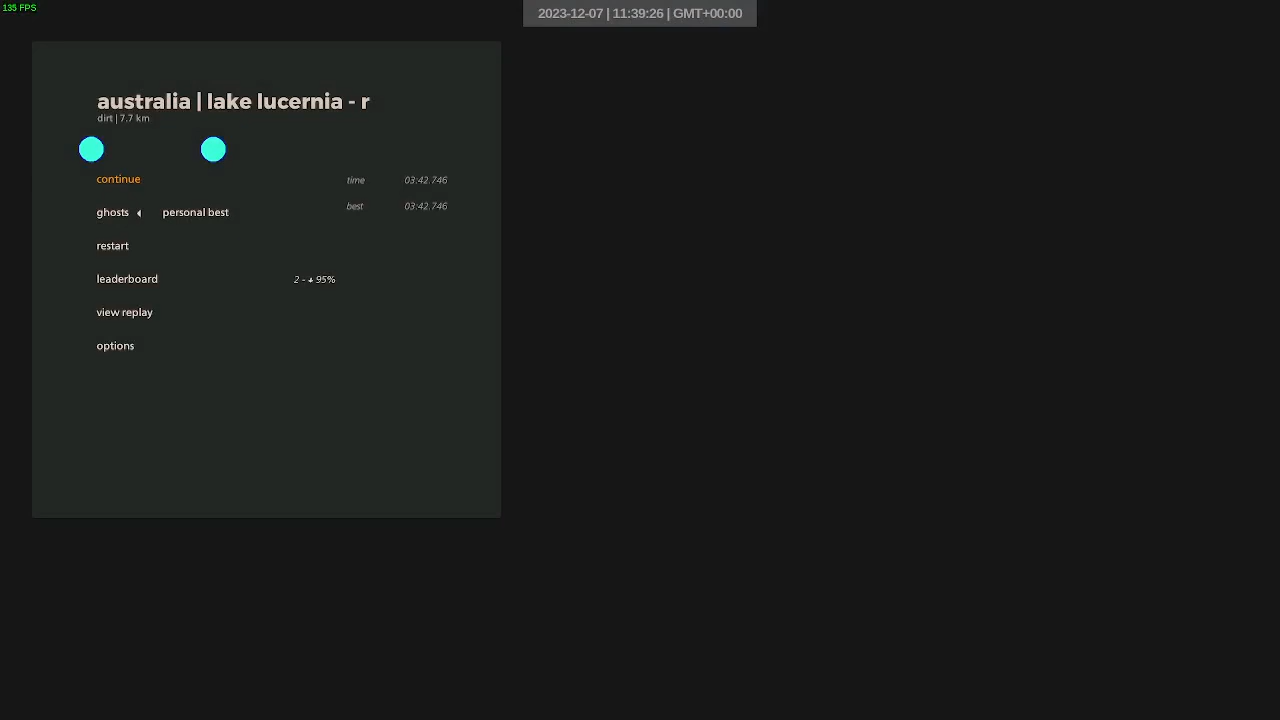 135 FPS
2023-12-07 | 11:39:26 | GMT+00:00
australia | lake lucernia - r
dirt | 7.7 km
continue
time 03:42.746
ghosts personal best
best 03:42.746
restart
leaderboard 2 - + 95%
view replay
options